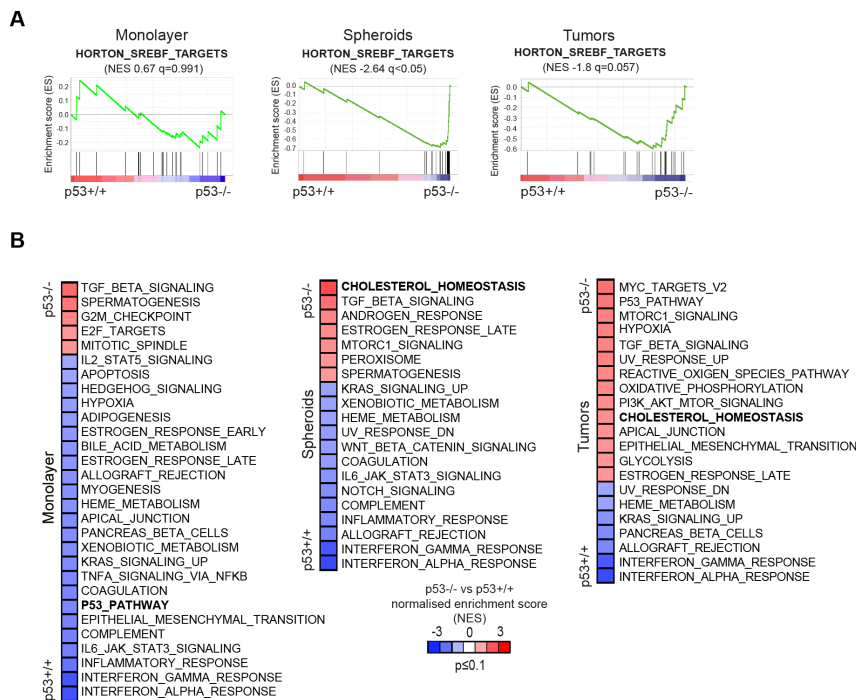 A
Monolayer
HORTON_SREBF_TARGETS
(NES 0.67 q=0.991)
Enrichment score (ES)
0.2
0.1
0.0
-0.1
-0.2
p53+/+
p53-/-
Spheroids
HORTON_SREBF_TARGETS
(NES -2.64 q<0.05)
Enrichment score (ES)
0.0
-0.1
-0.2
-0.3
-0.4
-0.5
-0.6
-0.7
p53+/+
p53-/-
Tumors
HORTON_SREBF_TARGETS
(NES -1.8 q=0.057)
Enrichment score (ES)
0.0
-0.1
-0.2
-0.3
-0.4
-0.5
-0.6
p53+/+
p53-/-
B
p53-/-
Monolayer
p53+/+
TGF_BETA_SIGNALING
SPERMATOGENESIS
G2M_CHECKPOINT
E2F_TARGETS
MITOTIC_SPINDLE
IL2_STAT5_SIGNALING
APOPTOSIS
HEDGEHOG_SIGNALING
HYPOXIA
ADIPOGENESIS
ESTROGEN_RESPONSE_EARLY
BILE_ACID_METABOLISM
ESTROGEN_RESPONSE_LATE
ALLOGRAFT_REJECTION
MYOGENESIS
HEME_METABOLISM
APICAL_JUNCTION
PANCREAS_BETA_CELLS
XENOBIOTIC_METABOLISM
KRAS_SIGNALING_UP
TNFA_SIGNALING_VIA_NFKB
COAGULATION
P53_PATHWAY
EPITHELIAL_MESENCHYMAL_TRANSITION
COMPLEMENT
IL6_JAK_STAT3_SIGNALING
INFLAMMATORY_RESPONSE
INTERFERON_GAMMA_RESPONSE
INTERFERON_ALPHA_RESPONSE
p53-/-
Spheroids
p53+/+
CHOLESTEROL_HOMEOSTASIS
TGF_BETA_SIGNALING
ANDROGEN_RESPONSE
ESTROGEN_RESPONSE_LATE
MTORC1_SIGNALING
PEROXISOME
SPERMATOGENESIS
KRAS_SIGNALING_UP
XENOBIOTIC_METABOLISM
HEME_METABOLISM
UV_RESPONSE_DN
WNT_BETA_CATENIN_SIGNALING
COAGULATION
IL6_JAK_STAT3_SIGNALING
NOTCH_SIGNALING
COMPLEMENT
INFLAMMATORY_RESPONSE
ALLOGRAFT_REJECTION
INTERFERON_GAMMA_RESPONSE
INTERFERON_ALPHA_RESPONSE
p53-/-
Tumors
p53+/+
MYC_TARGETS_V2
P53_PATHWAY
MTORC1_SIGNALING
HYPOXIA
TGF_BETA_SIGNALING
UV_RESPONSE_UP
REACTIVE_OXIGEN_SPECIES_PATHWAY
OXIDATIVE_PHOSPHORYLATION
PI3K_AKT_MTOR_SIGNALING
CHOLESTEROL_HOMEOSTASIS
APICAL_JUNCTION
EPITHELIAL_MESENCHYMAL_TRANSITION
GLYCOLYSIS
ESTROGEN_RESPONSE_LATE
UV_RESPONSE_DN
HEME_METABOLISM
KRAS_SIGNALING_UP
PANCREAS_BETA_CELLS
ALLOGRAFT_REJECTION
INTERFERON_GAMMA_RESPONSE
INTERFERON_ALPHA_RESPONSE
p53-/- vs p53+/+
normalised enrichment score
(NES)
-3 0 3
p≤0.1